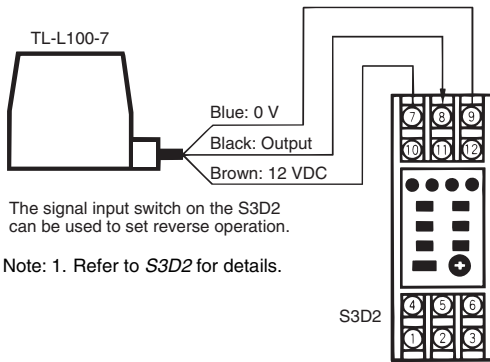 TL-L100-7
Blue: 0 V
Black: Output
Brown: 12 VDC
7 8 9
10 11 12
The signal input switch on the S3D2
can be used to set reverse operation.
Note: 1. Refer to S3D2 for details.
S3D2
4 5 6
1 2 3